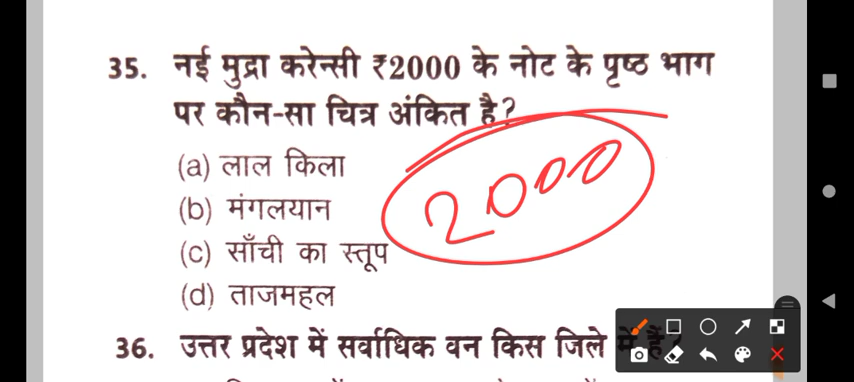 35. नई मुद्रा करेन्सी ₹2000 के नोट के पृष्ठ भाग
पर कौन-सा चित्र अंकित है?
(a) लाल किला
(b) मंगलयान
2000
(c) साँची का स्तूप
(d) ताजमहल
36. उत्तर प्रदेश में सर्वाधिक वन किस जिले में हैं?